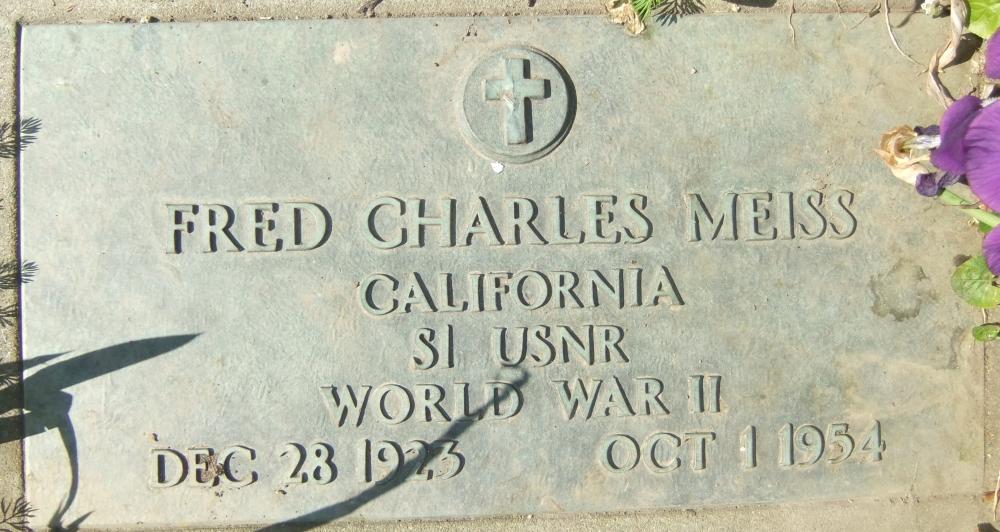 FRED CHARLES MEISS
CALIFORNIA
S1 USNR
WORLD WAR II
DEC 28 1923 OCT 1 1954